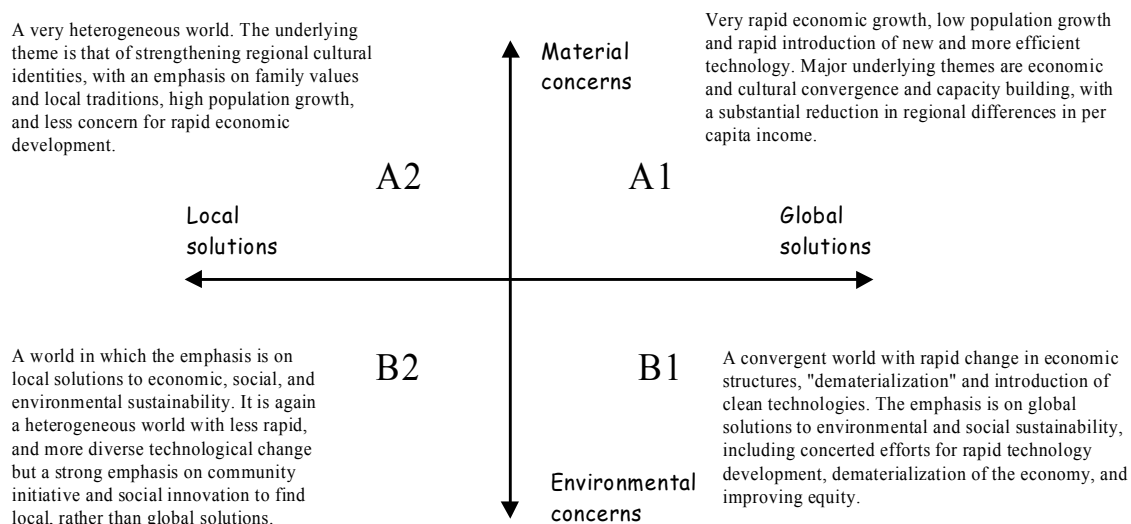 A very heterogeneous world. The underlying
theme is that of strengthening regional cultural
identities, with an emphasis on family values
and local traditions, high population growth,
and less concern for rapid economic
development.
Material
concerns
Very rapid economic growth, low population growth
and rapid introduction of new and more efficient
technology. Major underlying themes are economic
and cultural convergence and capacity building, with
a substantial reduction in regional differences in per
capita income.
A2
A1
Local
solutions
Global
solutions
A world in which the emphasis is on
local solutions to economic, social, and
environmental sustainability. It is again
a heterogeneous world with less rapid,
and more diverse technological change
but a strong emphasis on community
initiative and social innovation to find
local, rather than global solutions.
B2
B1
A convergent world with rapid change in economic
structures, "dematerialization" and introduction of
clean technologies. The emphasis is on global
solutions to environmental and social sustainability,
including concerted efforts for rapid technology
development, dematerialization of the economy, and
improving equity.
Environmental
concerns